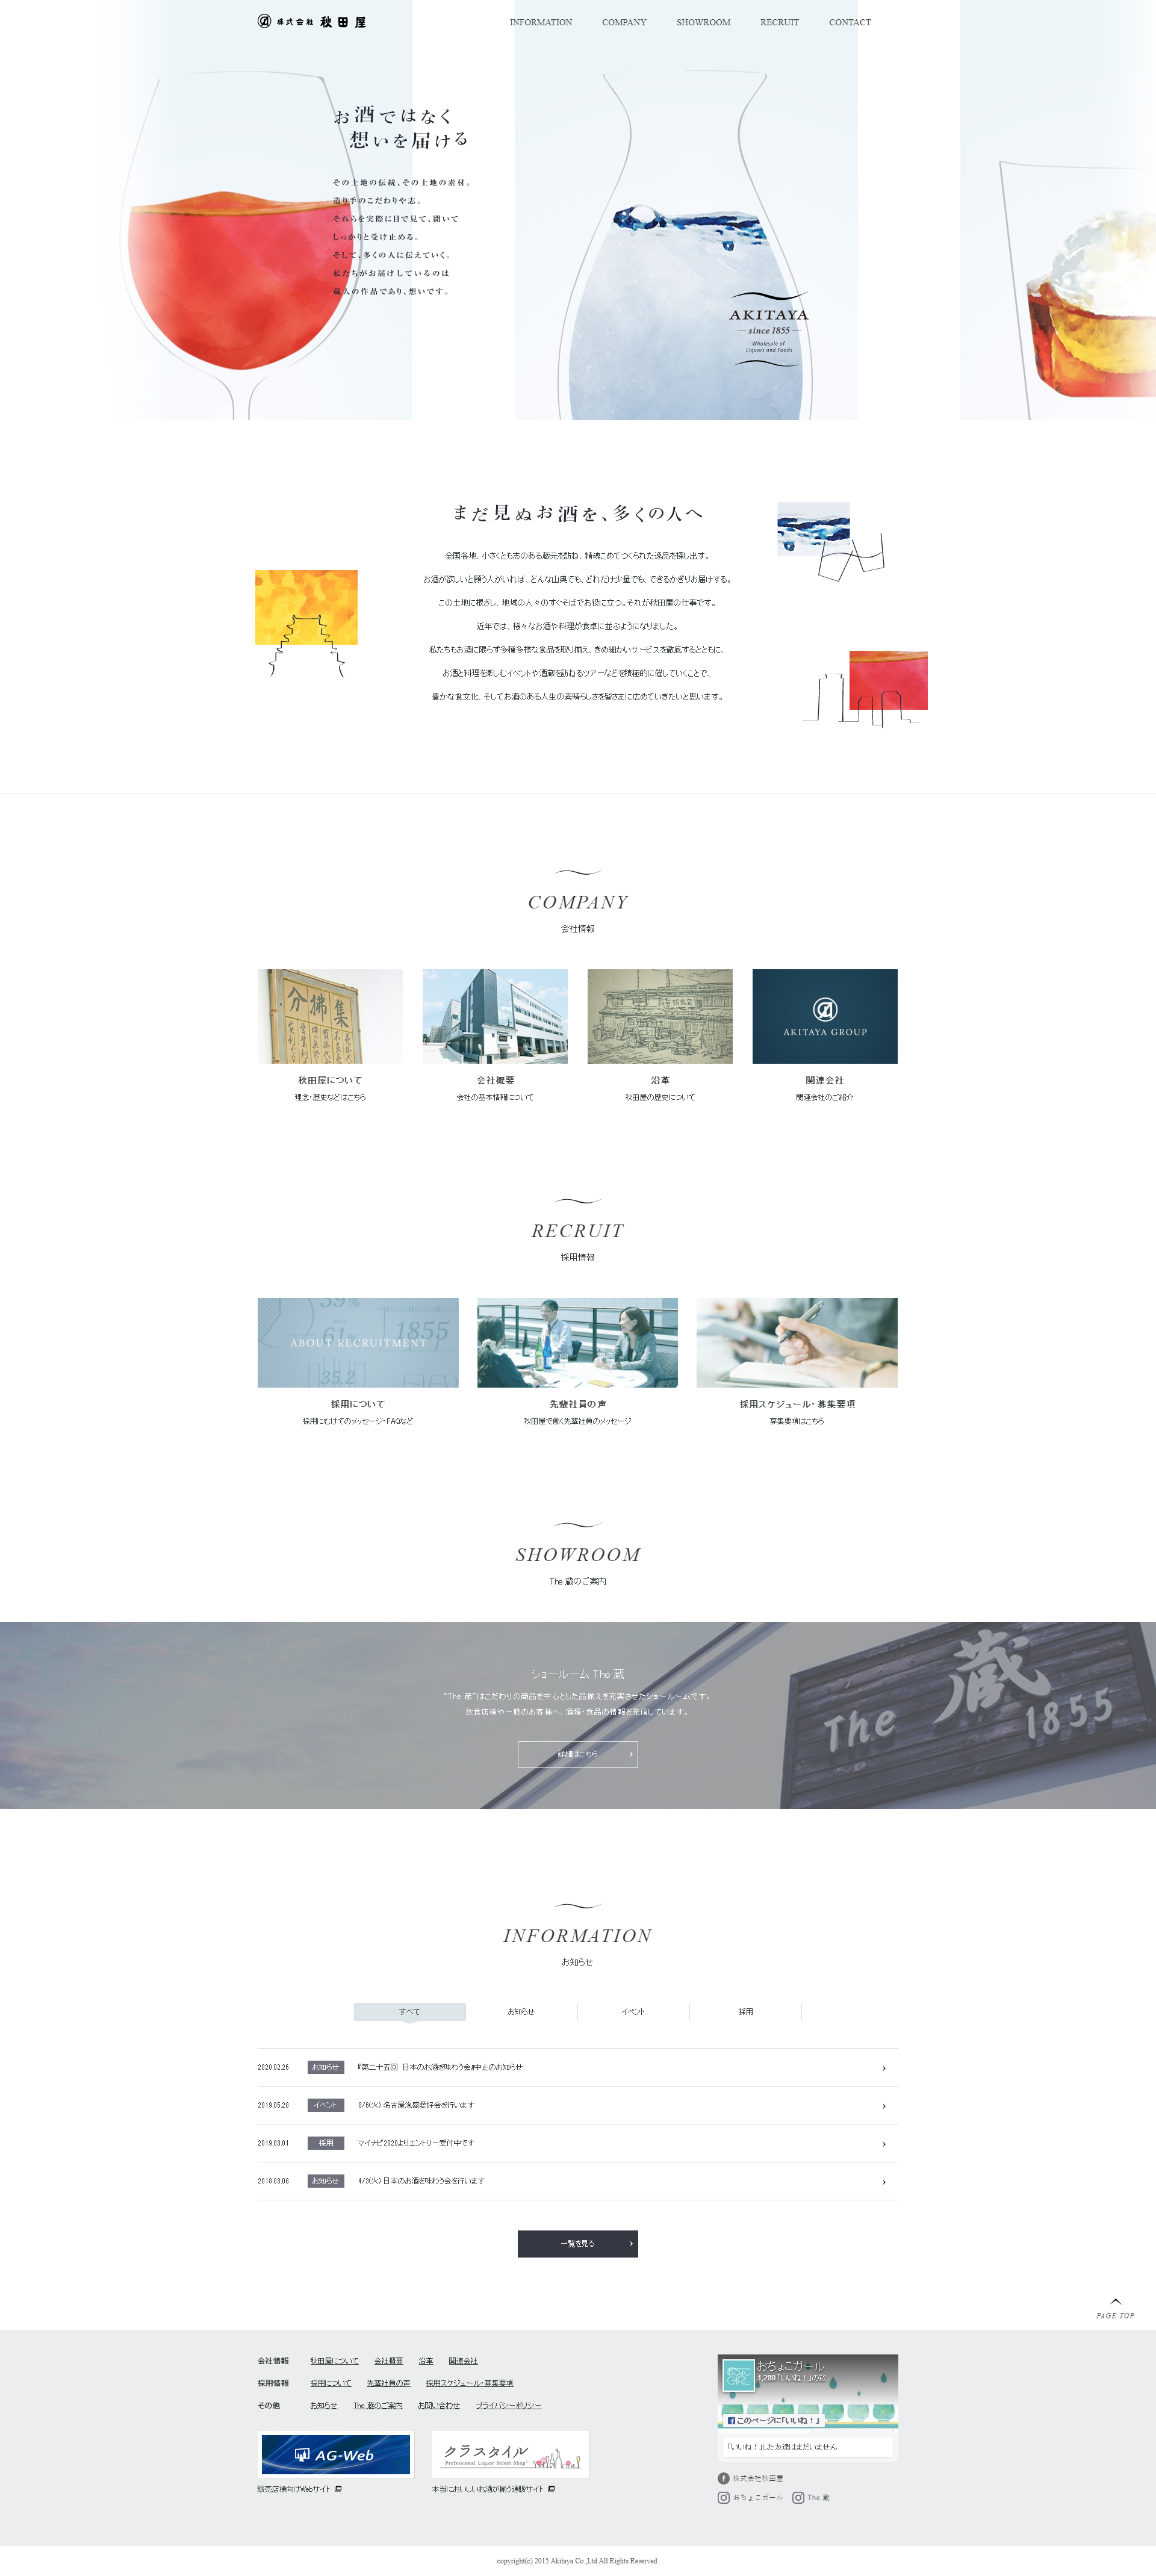 株式会社 秋田屋
INFORMATION COMPANY SHOWROOM RECRUIT CONTACT
お酒ではなく
想いを届ける
その土地の伝統、その土地の素材。
造り手のこだわりや志。
それらを実際に目で見て、聞いて
しっかりと受け止める。
そして、多くの人に伝えていく。
私たちがお届けしているのは
蔵人の作品であり、想いです。
AKITAYA
since 1855
Wholesale of
Liquors and Foods
まだ見ぬお酒を、多くの人へ
全国各地、小さくとも志のある蔵元を訪ね、精魂こめてつくられた逸品を探し出す。
お酒が欲しいと願う人がいれば、どんな山奥でも、どれだけ少量でも、できるかぎりお届けする。
この土地に根ざし、地域の人々のすぐそばでお役に立つ。それが秋田屋の仕事です。
近年では、様々なお酒や料理が食卓に並ぶようになりました。
私たちもお酒に限らず多種多様な食品を取り揃え、きめ細かいサービスを徹底するとともに、
お酒と料理を楽しむイベントや酒蔵を訪ねるツアーなどを積極的に催していくことで、
豊かな食文化、そしてお酒のある人生の素晴らしさを皆さまに広めていきたいと思います。
COMPANY
会社情報
AKITAYA GROUP
秋田屋について
理念・歴史などはこちら
会社概要
会社の基本情報について
沿革
秋田屋の歴史について
関連会社
関連会社のご紹介
RECRUIT
採用情報
39%
61%
1855
35.2
ABOUT RECRUITMENT
採用について
採用にむけてのメッセージ・FAQなど
先輩社員の声
秋田屋で働く先輩社員のメッセージ
採用スケジュール・募集要項
募集要項はこちら
SHOWROOM
The 蔵のご案内
ショールーム The 蔵
“The 蔵”はこだわりの商品を中心とした品揃えを充実させたショールームです。
飲食店様や一般のお客様へ、酒類・食品の情報を発信しています。
詳細はこちら
The 蔵 1855
INFORMATION
お知らせ
すべて お知らせ イベント 採用
2020.02.26 お知らせ 『第二十五回 日本のお酒を味わう会』中止のお知らせ
2019.05.28 イベント 8/6(火) 名古屋泡盛愛好会を行います
2019.03.01 採用 マイナビ2020よりエントリー受付中です
2018.03.08 お知らせ 4/3(火) 日本のお酒を味わう会を行います
一覧を見る
PAGE TOP
会社情報 秋田屋について 会社概要 沿革 関連会社
採用情報 採用について 先輩社員の声 採用スケジュール・募集要項
その他 お知らせ The 蔵のご案内 お問い合わせ プライバシーポリシー
AG-Web
販売店様向けWebサイト
クラスタイル
Professional Liquor Select Shop
本当においしいお酒が揃う通販サイト
おちょこガール
1,289「いいね！」の数
このページに「いいね！」
「いいね！」した友達はまだいません
株式会社秋田屋
おちょこガール The 蔵
copyright(c) 2015 Akitaya Co.,Ltd All Rights Reserved.